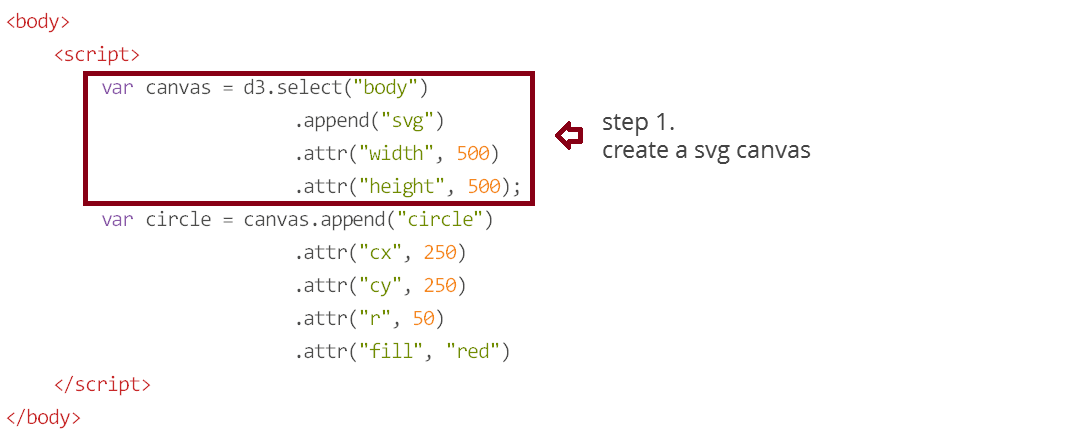 <body>
<script>
var canvas = d3.select("body")
.append("svg")
.attr("width", 500)
.attr("height", 500);
step 1.
create a svg canvas
var circle = canvas.append("circle")
.attr("cx", 250)
.attr("cy", 250)
.attr("r", 50)
.attr("fill", "red")
</script>
</body>